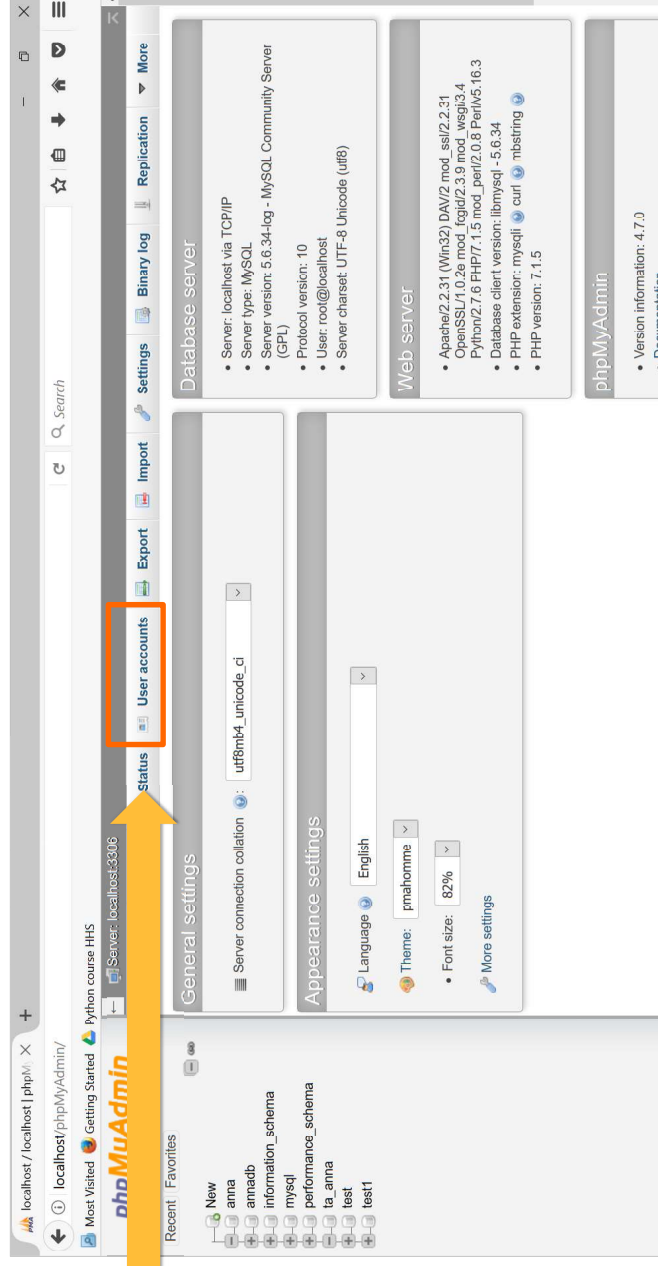 localhost / localhost | phpM
localhost/phpMyAdmin/
Search
Most Visited Getting Started Python course HHS
phpMyAdmin
Recent Favorites
New
anna
annadb
information_schema
mysql
performance_schema
ta_anna
test
test1
Server: localhost:3306
Status User accounts Export Import Settings Binary log Replication More
General settings
Server connection collation : utf8mb4_unicode_ci
Appearance settings
Language English
Theme: pmahomme
• Font size: 82%
More settings
Database server
• Server: localhost via TCP/IP
• Server type: MySQL
• Server version: 5.6.34-log - MySQL Community Server
(GPL)
• Protocol version: 10
• User: root@localhost
• Server charset: UTF-8 Unicode (utf8)
Web server
• Apache/2.2.31 (Win32) DAV/2 mod_ssl/2.2.31
OpenSSL/1.0.2e mod_fcgid/2.3.9 mod_wsgi/3.4
Python/2.7.6 PHP/7.1.5 mod_perl/2.0.8 Perl/v5.16.3
• Database client version: libmysql - 5.6.34
• PHP extension: mysqli curl mbstring
• PHP version: 7.1.5
phpMyAdmin
• Version information: 4.7.0
Documentation